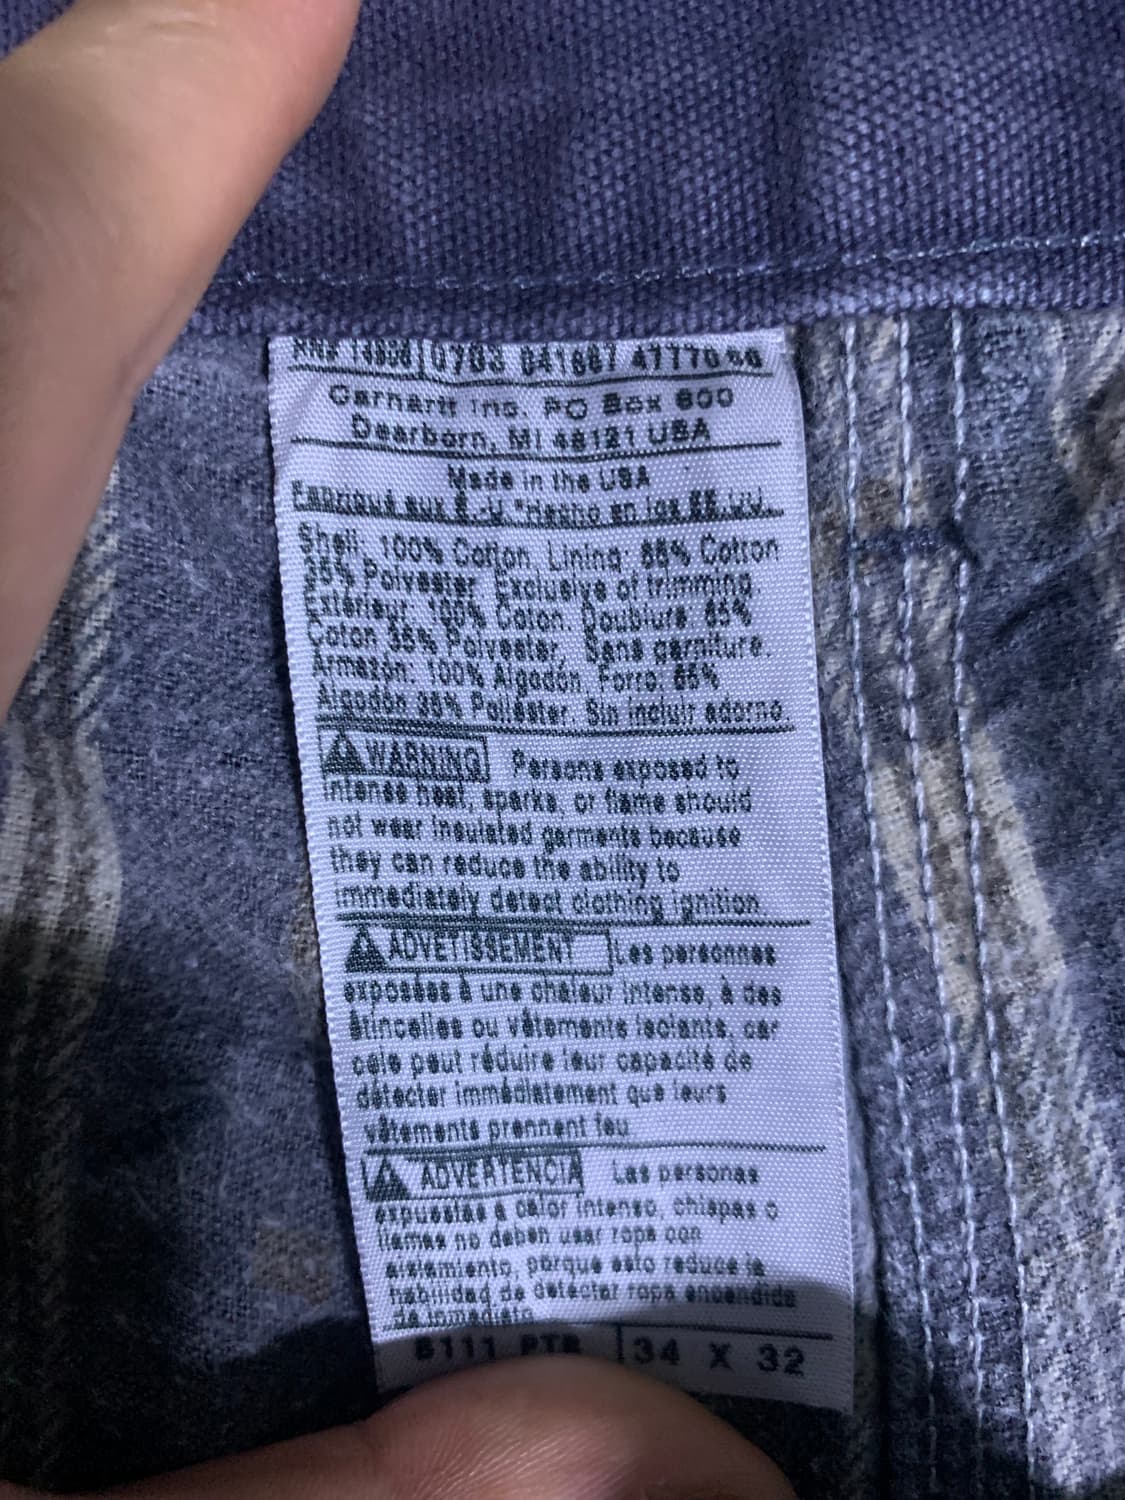 RN# 14806 0703 041667 47770
Carhartt Inc. PO Box 600
Dearborn, MI 48121 USA
Made in the USA
Fabriqué aux É.-U. *Hecho en los EE.UU.
Shell: 100% Cotton. Lining: 65% Cotton
35% Polyester. Exclusive of trimming.
Extérieur: 100% Coton. Doublure: 65%
Coton 35% Polyester. Sans garniture.
Armazón: 100% Algodón. Forro: 65%
Algodón 35% Poliéster. Sin incluir adorno.
WARNING Persons exposed to
intense heat, sparks, or flame should
not wear insulated garments because
they can reduce the ability to
immediately detect clothing ignition
ADVETISSEMENT Les personnes
exposées à une chaleur intense, à des
étincelles ou vêtements isolants, car
cela peut réduire leur capacité de
détecter immédiatement que leurs
vêtements prennent feu
ADVERTENCIA Las personas
expuestas a calor intenso, chispas o
llamas no deben usar ropa con
aislamiento, porque esto reduce la
habilidad de detectar ropa encendida
de inmediato
B111 PTB 34 X 32